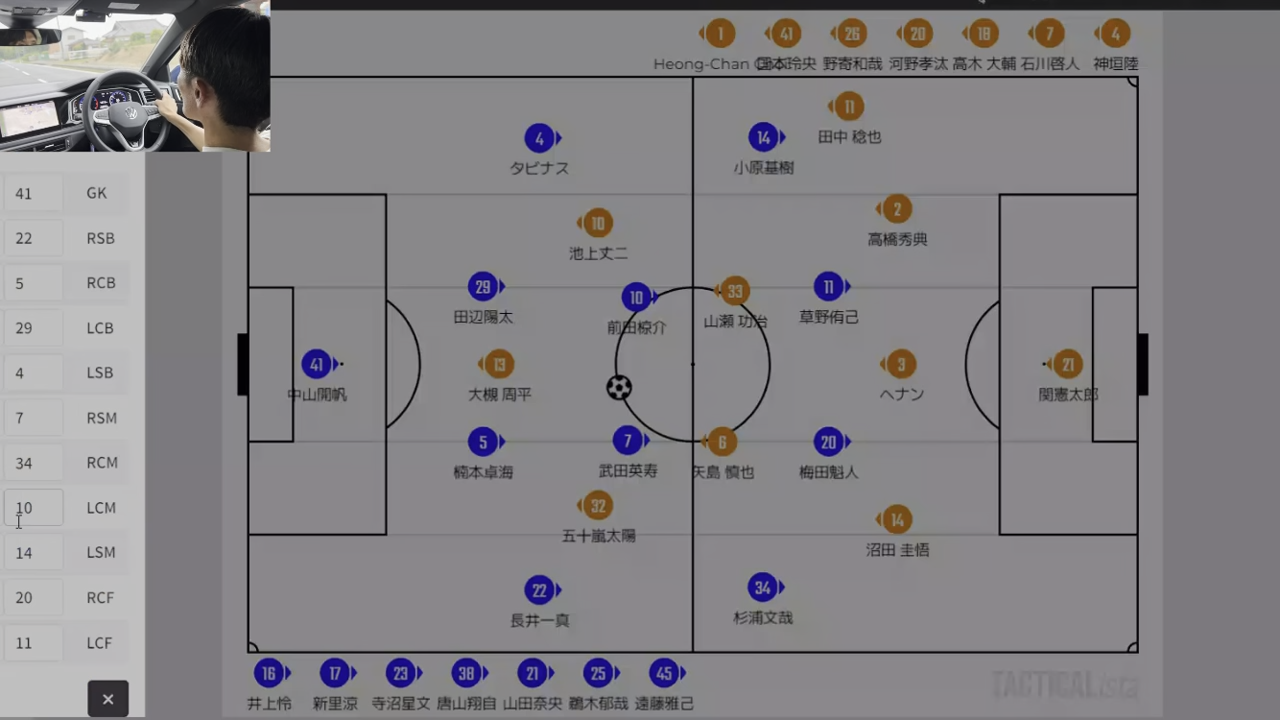 1 41 26 20 18 7 4
Heong-Chan 国本玲央 野寄和哉 河野孝汰 高木 大輔 石川啓人 神垣陸
11
田中 稔也
4
タビナス
14
小原基樹
41 GK
2
高橋秀典
10
池上丈二
22 RSB
5 RCB
29
田辺陽太
10
前田椋介
33
山瀬 功治
11
草野侑己
29 LCB
41
中山開帆
13
大槻 周平
3
ヘナン
21
関憲太郎
4 LSB
7 RSM
5
楠本卓海
7
武田英寿
6
矢島 慎也
20
梅田魁人
34 RCM
10 LCM
32
五十嵐太陽
14
沼田 圭悟
14 LSM
22
長井一真
34
杉浦文哉
20 RCF
11 LCF
16 17 23 38 21 25 45
井上怜 新里涼 寺沼星文 唐山翔自 山田奈央 鵜木郁哉 遠藤雅己
TACTICALista